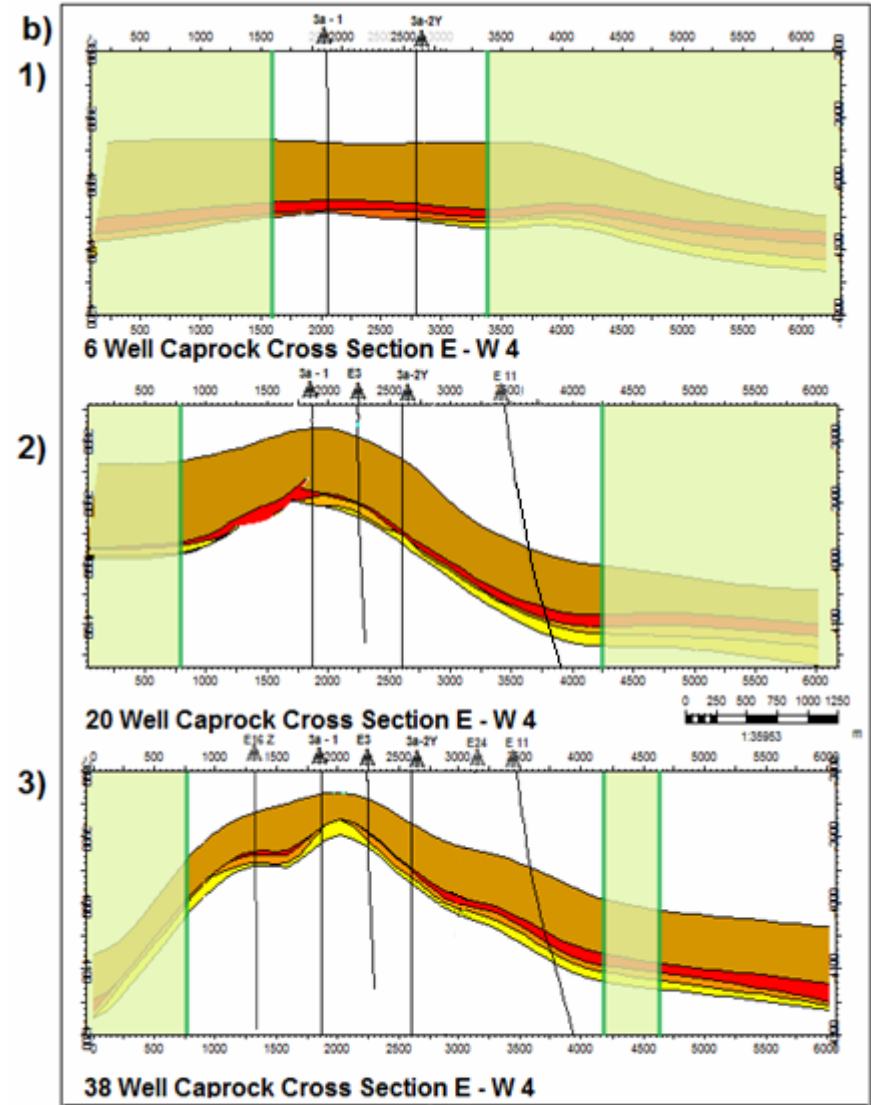 b)
1)
3a - 1 3a-2Y
500 1000 1500 2000 2500 3000 3500 4000 4500 5000 5500 6000
500 1000 1500 2000 2500 3000 3500 4000 4500 5000 5500 6000
6 Well Caprock Cross Section E - W 4
2)
3a - 1 E3 3a-2Y E 11
500 1000 1500 2000 2500 3000 3500 4000 4500 5000 5500 6000
500 1000 1500 2000 2500 3000 3500 4000 4500 5000 5500 6000
20 Well Caprock Cross Section E - W 4
0 250 500 750 1000 1250
1:35953 m
3)
E16 Z 3a - 1 E3 3a-2Y E24 E 11
0 500 1000 1500 2000 2500 3000 3500 4000 4500 5000 5500 6000
0 500 1000 1500 2000 2500 3000 3500 4000 4500 5000 5500 6000
38 Well Caprock Cross Section E - W 4